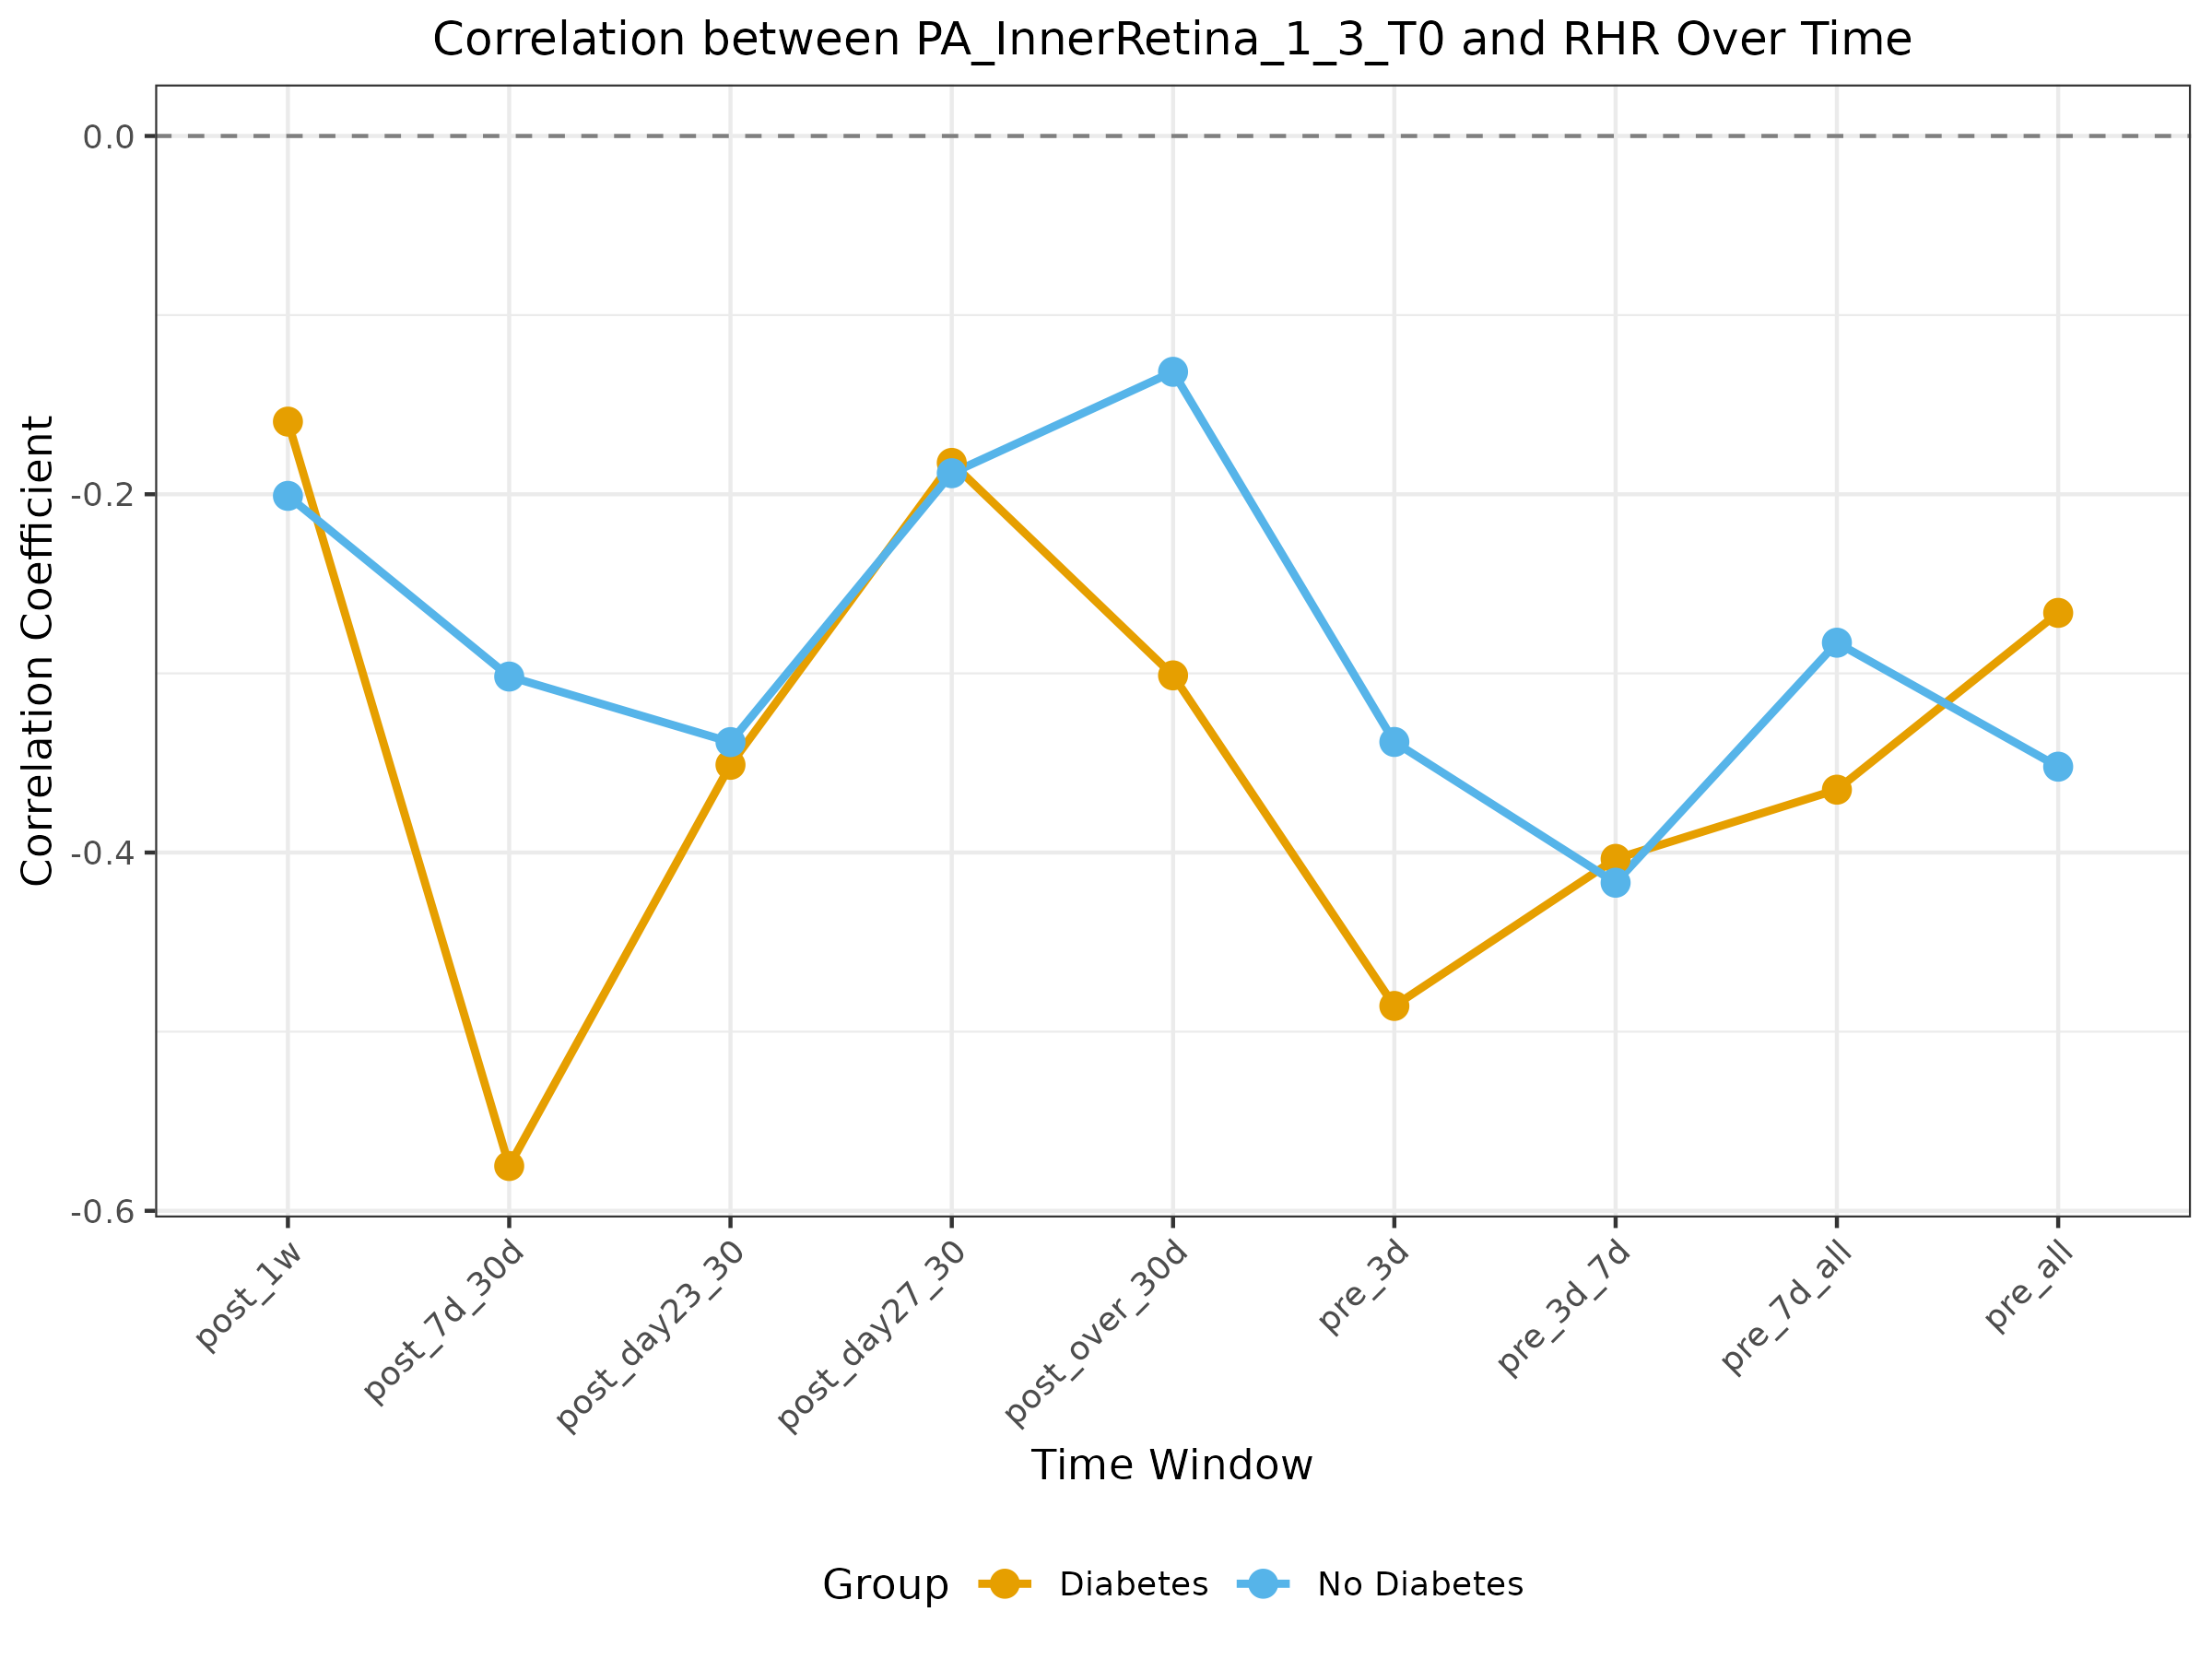 Correlation between PA_InnerRetina_1_3_T0 and RHR Over Time
Correlation Coefficient
0.0
-0.2
-0.4
-0.6
post_1w
post_7d_30d
post_day23_30
post_day27_30
post_over_30d
pre_3d
pre_3d_7d
pre_7d_all
pre_all
Time Window
Group Diabetes No Diabetes